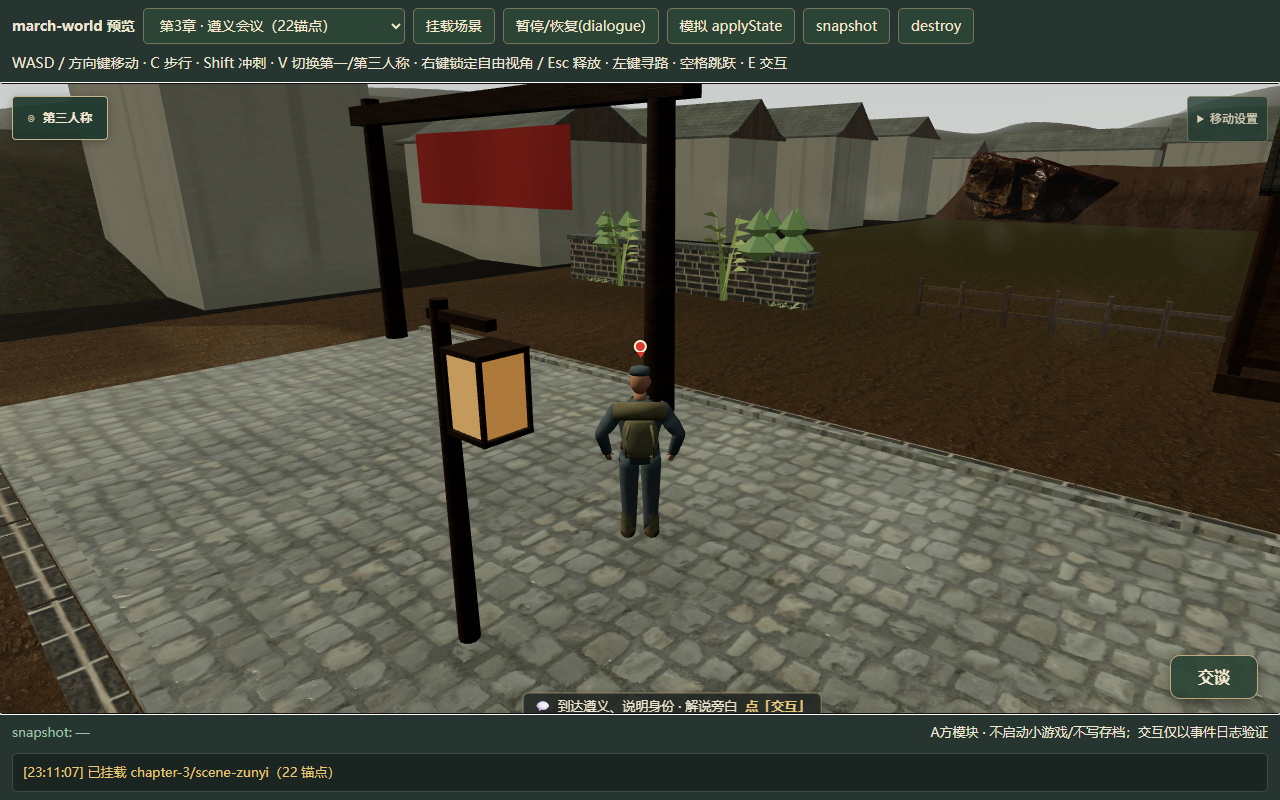 march-world 预览 第3章 · 遵义会议（22锚点） 挂载场景 暂停/恢复(dialogue) 模拟 applyState snapshot destroy
WASD / 方向键移动 · C 步行 · Shift 冲刺 · V 切换第一/第三人称 · 右键锁定自由视角 / Esc 释放 · 左键寻路 · 空格跳跃 · E 交互
◎ 第三人称
▶ 移动设置
交谈
💬 到达遵义、说明身份 · 解说旁白 点「交互」
snapshot: —
A方模块 · 不启动小游戏/不写存档；交互仅以事件日志验证
[23:11:07] 已挂载 chapter-3/scene-zunyi（22 锚点）